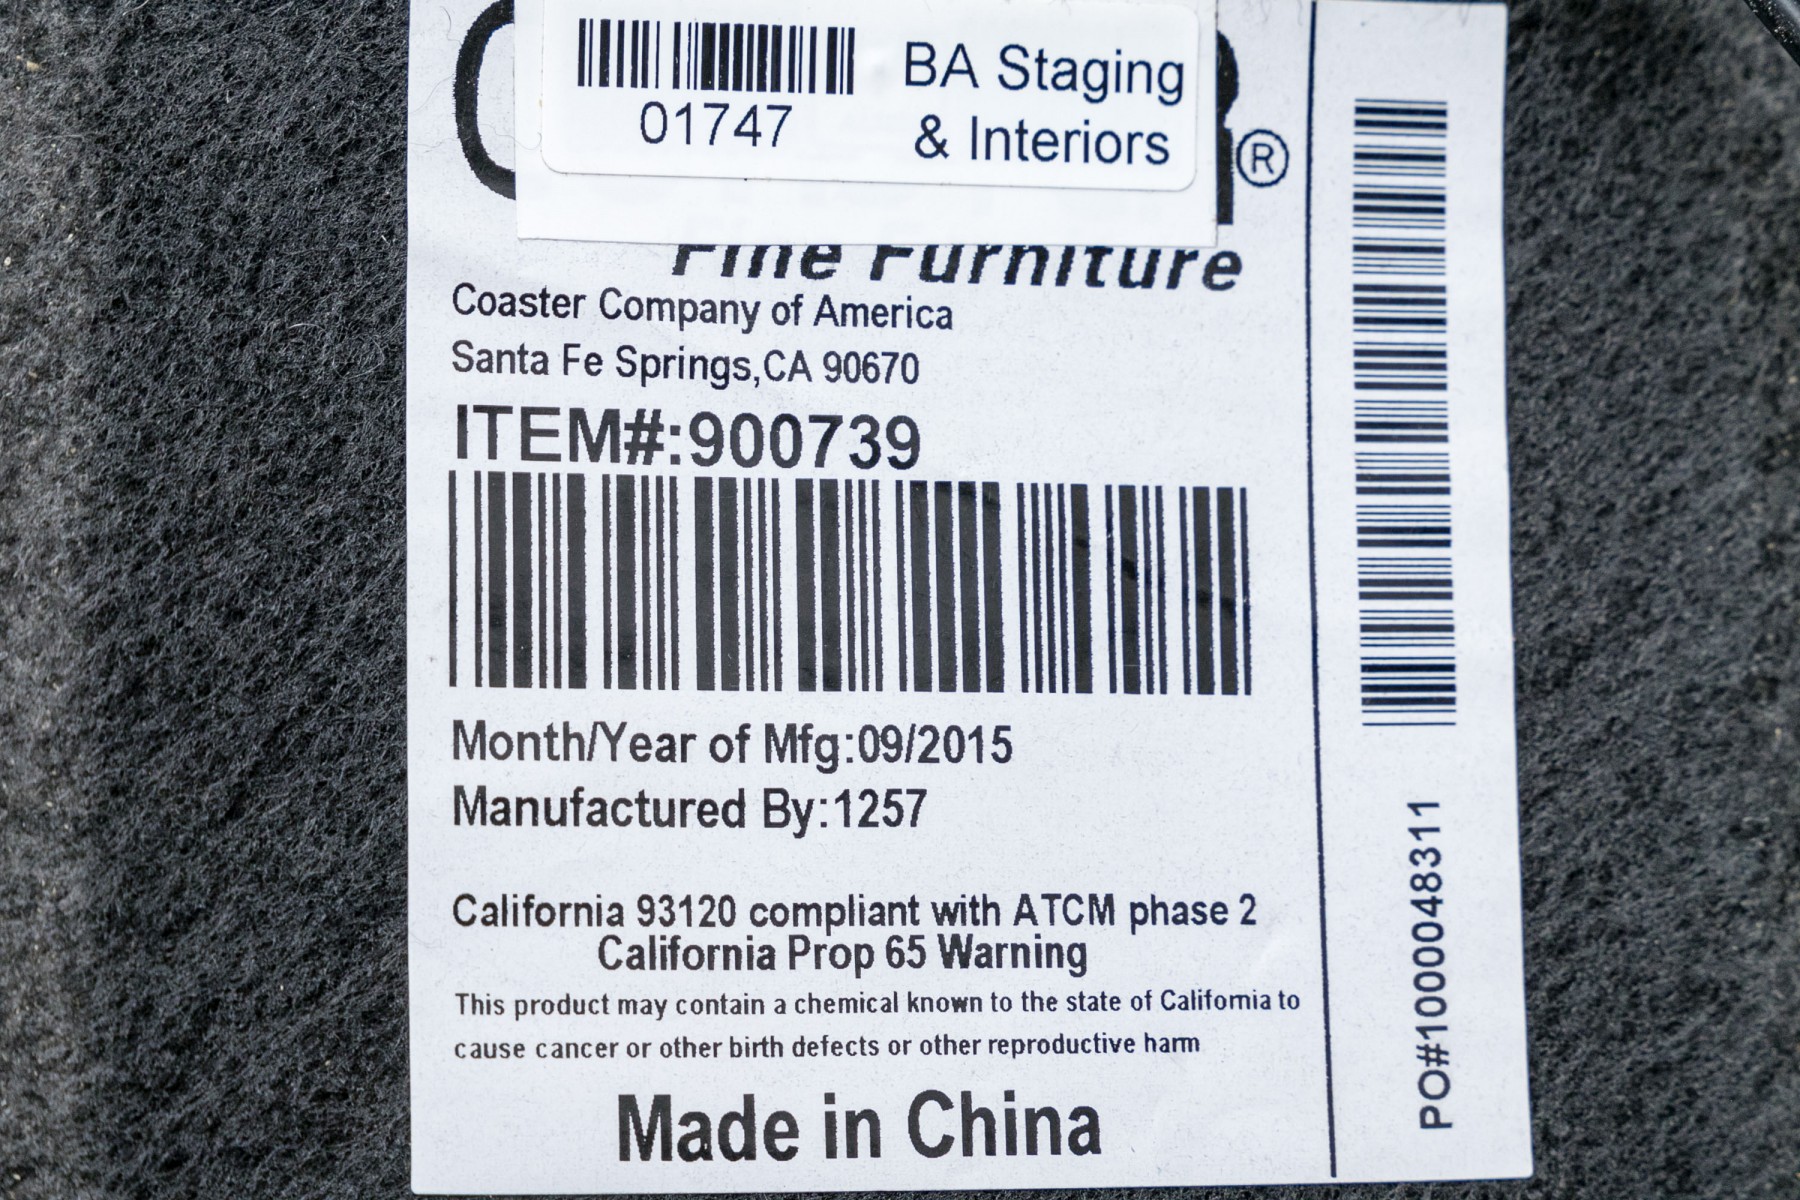 BA Staging
01747
& Interiors
®
Fine Furniture
Coaster Company of America
Santa Fe Springs,CA 90670
ITEM#:900739
Month/Year of Mfg:09/2015
Manufactured By:1257
California 93120 compliant with ATCM phase 2
California Prop 65 Warning
This product may contain a chemical known to the state of California to
cause cancer or other birth defects or other reproductive harm
Made in China
PO#1000048311